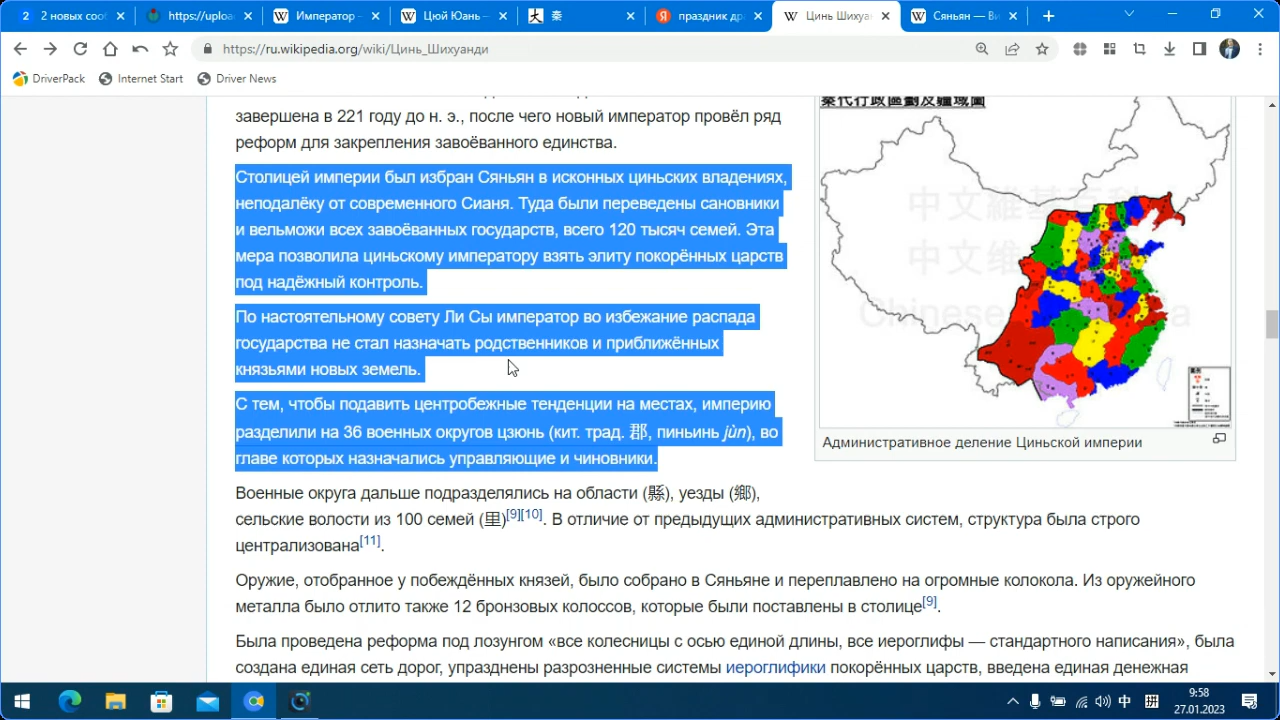 2 новых сооб
https://uploa
Император –
Цюй Юань –
秦
праздник др
Цинь Шихуан
Сяньян — Ви
https://ru.wikipedia.org/wiki/Цинь_Шихуанди
DriverPack
Internet Start
Driver News
завершена в 221 году до н. э., после чего новый император провёл ряд
реформ для закрепления завоёванного единства.
Столицей империи был избран Сяньян в исконных циньских владениях,
неподалёку от современного Сианя. Туда были переведены сановники
и вельможи всех завоёванных государств, всего 120 тысяч семей. Эта
мера позволила циньскому императору взять элиту покорённых царств
под надёжный контроль.
По настоятельному совету Ли Сы император во избежание распада
государства не стал назначать родственников и приближённых
князьями новых земель.
С тем, чтобы подавить центробежные тенденции на местах, империю
разделили на 36 военных округов цзюнь (кит. трад. 郡, пиньинь jùn), во
главе которых назначались управляющие и чиновники.
秦代行政區劃及疆域圖
中文維基百科
中文维
Chinese
Административное деление Циньской империи
Военные округа дальше подразделялись на области (縣), уезды (鄉),
сельские волости из 100 семей (里)[9][10]. В отличие от предыдущих административных систем, структура была строго
централизована[11].
Оружие, отобранное у побеждённых князей, было собрано в Сяньяне и переплавлено на огромные колокола. Из оружейного
металла было отлито также 12 бронзовых колоссов, которые были поставлены в столице[9].
Была проведена реформа под лозунгом «все колесницы с осью единой длины, все иероглифы — стандартного написания», была
создана единая сеть дорог, упразднены разрозненные системы иероглифики покорённых царств, введена единая денежная
中
拼
9:58
27.01.2023